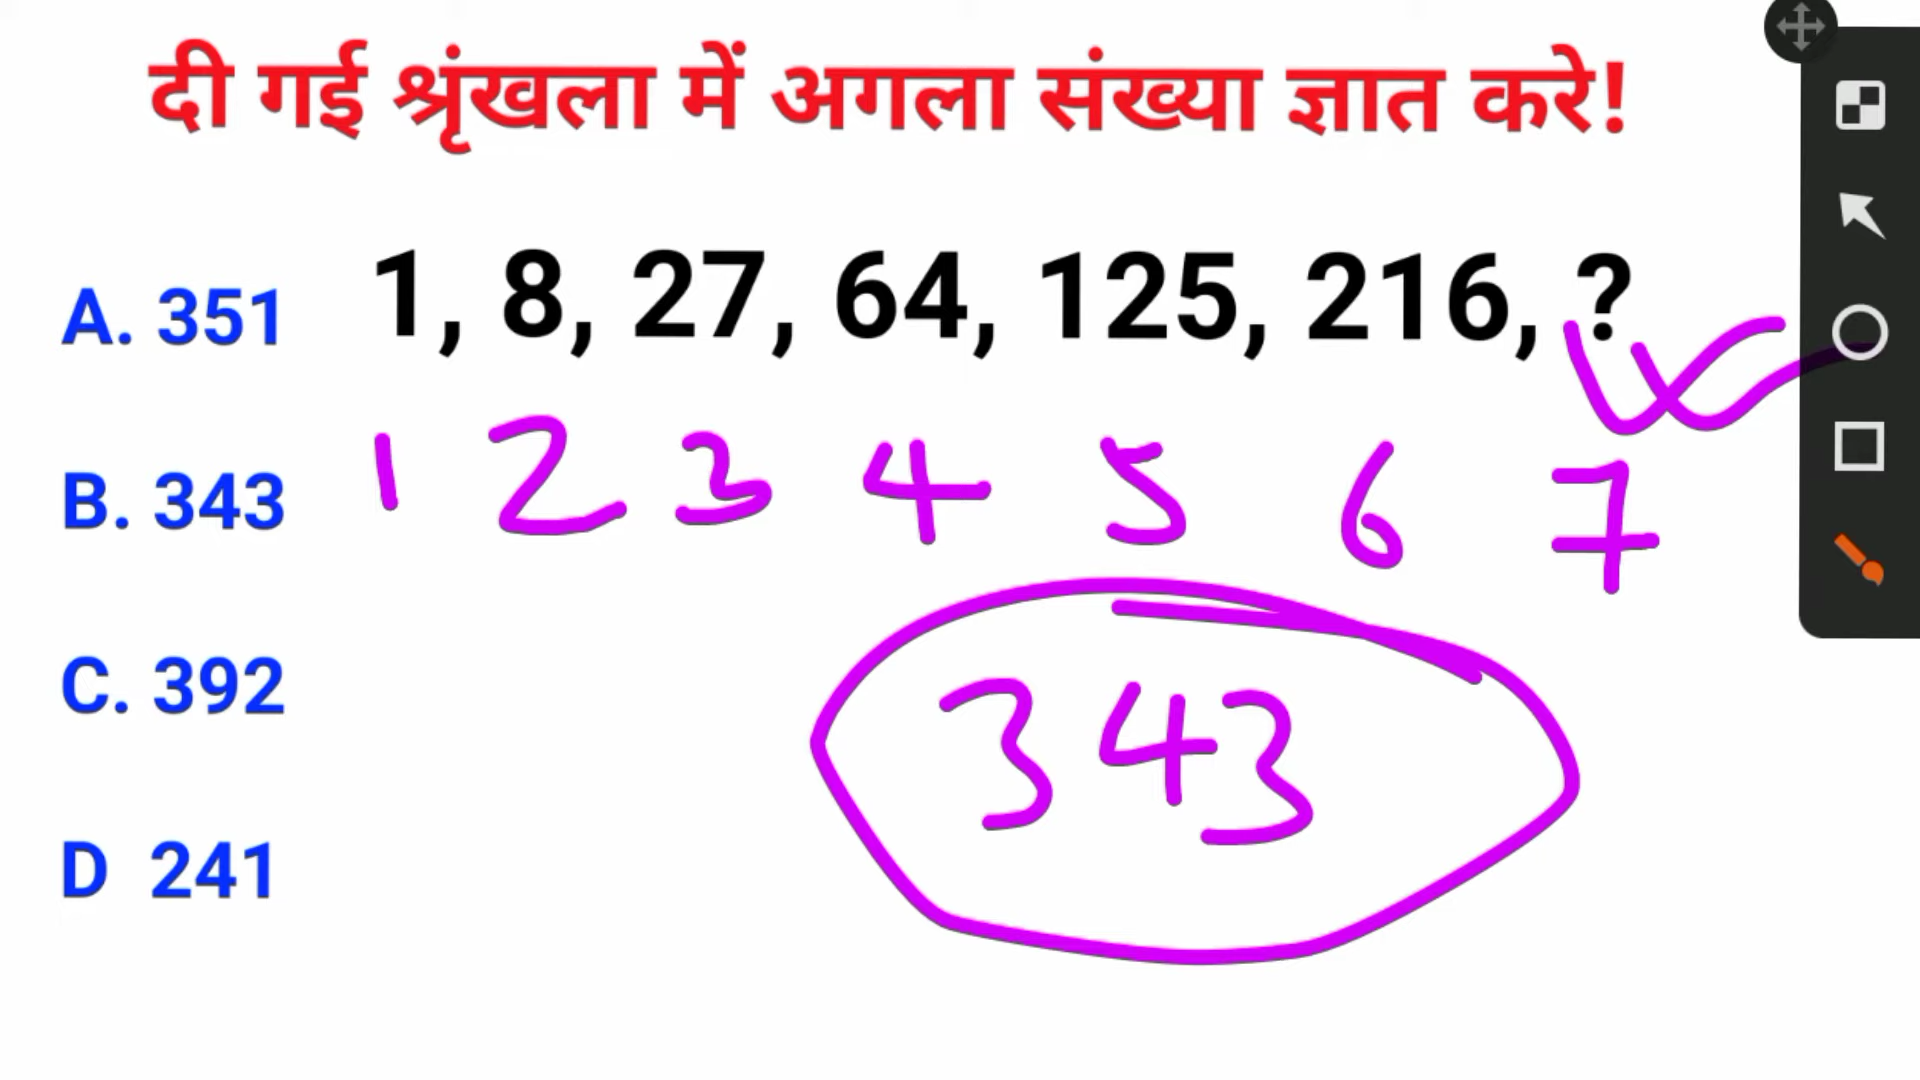 दी गई श्रृंखला में अगला संख्या ज्ञात करे!
1, 8, 27, 64, 125, 216, ?
A. 351
1 2 3 4 5 6 7
B. 343
343
C. 392
D 241